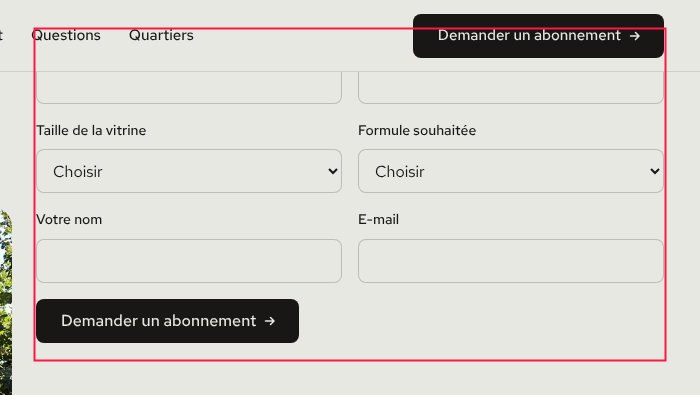 Questions Quartiers Demander un abonnement →
Taille de la vitrine Formule souhaitée
Choisir Choisir
Votre nom E-mail
Demander un abonnement →